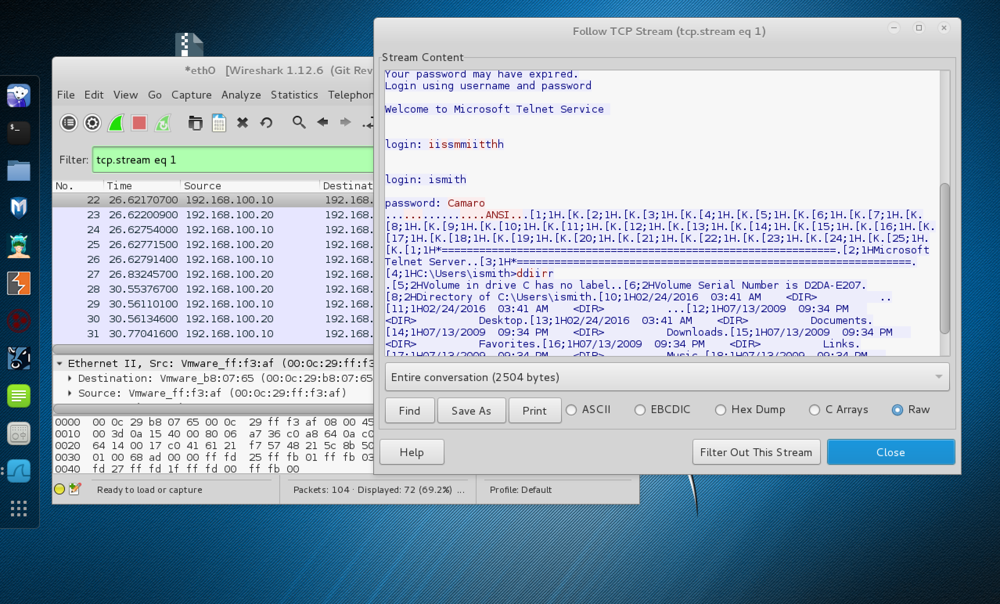 Follow TCP Stream (tcp.stream eq 1)
Stream Content
Your password may have expired.
Login using username and password
Welcome to Microsoft Telnet Service
login: iissmmiitthh
login: ismith
password: Camaro
................ANSI...[1;1H.[K.[2;1H.[K.[3;1H.[K.[4;1H.[K.[5;1H.[K.[6;1H.[K.[7;1H.[K.
[8;1H.[K.[9;1H.[K.[10;1H.[K.[11;1H.[K.[12;1H.[K.[13;1H.[K.[14;1H.[K.[15;1H.[K.[16;1H.[K.
[17;1H.[K.[18;1H.[K.[19;1H.[K.[20;1H.[K.[21;1H.[K.[22;1H.[K.[23;1H.[K.[24;1H.[K.[25;1H.
[K.[1;1H*===============================================================.[2;1HMicrosoft
Telnet Server..[3;1H*===============================================================.
[4;1HC:\Users\ismith>ddiirr
.[5;2HVolume in drive C has no label..[6;2HVolume Serial Number is D2DA-E207.
[8;2HDirectory of C:\Users\ismith.[10;1H02/24/2016  03:41 AM    <DIR>          ..
[11;1H02/24/2016  03:41 AM    <DIR>          ...[12;1H07/13/2009  09:34 PM
<DIR>          Desktop.[13;1H02/24/2016  03:41 AM    <DIR>          Documents.
[14;1H07/13/2009  09:34 PM    <DIR>          Downloads.[15;1H07/13/2009  09:34 PM
<DIR>          Favorites.[16;1H07/13/2009  09:34 PM    <DIR>          Links.
[17;1H07/13/2009  09:34 PM    <DIR>          Music.[18;1H07/13/2009  09:34 PM
Entire conversation (2504 bytes)
Find Save As Print ASCII EBCDIC Hex Dump C Arrays Raw
Help Filter Out This Stream Close
*eth0 [Wireshark 1.12.6 (Git Rev
File Edit View Go Capture Analyze Statistics Telephon
Filter: tcp.stream eq 1
No. Time Source Destinat
22 26.62170700 192.168.100.10 192.168.
23 26.62200900 192.168.100.20 192.168.
24 26.62754000 192.168.100.10 192.168.
25 26.62771500 192.168.100.20 192.168.
26 26.62791400 192.168.100.10 192.168.
27 26.83245700 192.168.100.20 192.168.
28 30.55376700 192.168.100.20 192.168.
29 30.56110100 192.168.100.10 192.168.
30 30.56134600 192.168.100.20 192.168.
31 30.77041600 192.168.100.10 192.168.
Ethernet II, Src: Vmware_ff:f3:af (00:0c:29:ff:f3
Destination: Vmware_b8:07:65 (00:0c:29:b8:07:65
Source: Vmware_ff:f3:af (00:0c:29:ff:f3:af)
0000 00 0c 29 b8 07 65 00 0c 29 ff f3 af 08 00 45
0010 00 3d 0a 15 40 00 80 06 a7 36 c0 a8 64 0a c0
0020 64 14 00 17 c0 41 61 21 f7 57 48 21 5c 8b 50
0030 01 00 68 ad 00 00 ff fd 25 ff fb 01 ff fb 03
0040 fd 27 ff fd 1f ff fd 00 ff fb 00
Ready to load or capture
Packets: 104 · Displayed: 72 (69.2%) ...
Profile: Default